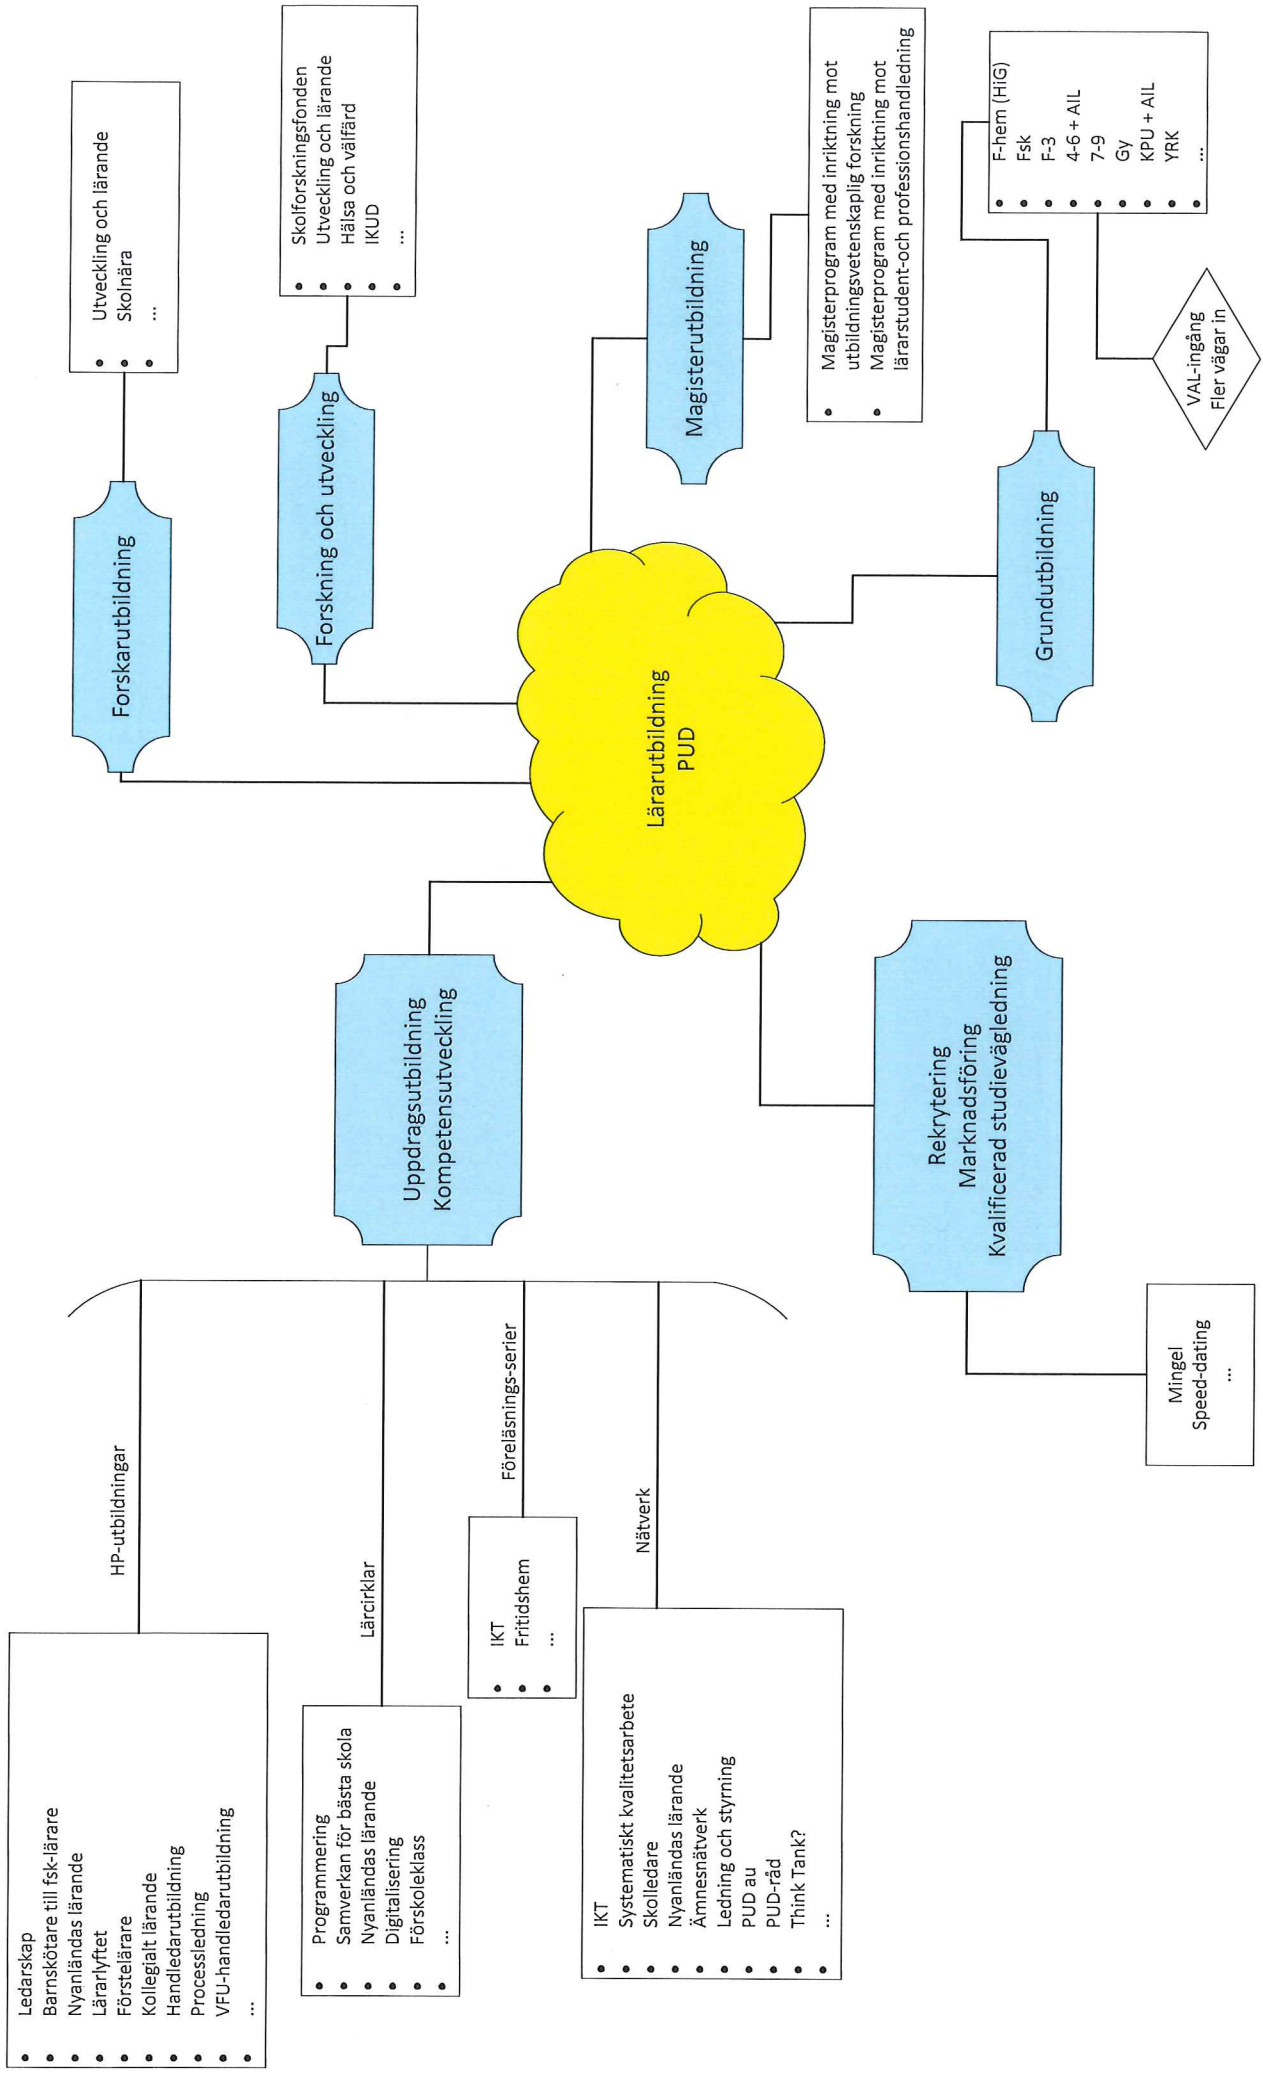 Ledarskap
Barnskötare till fsk-lärare
Nyanländas lärande
Lärarlyftet
Förstelärare
Kollegialt lärande
Handledarutbildning
Processledning
VFU-handledarutbildning
...
HP-utbildningar
Programmering
Samverkan för bästa skola
Nyanländas lärande
Digitalisering
Förskoleklass
...
Lärcirklar
IKT
Fritidshem
...
Föreläsnings-serier
IKT
Systematiskt kvalitetsarbete
Skolledare
Nyanländas lärande
Ämnesnätverk
Ledning och styrning
PUD au
PUD-råd
Think Tank?
...
Nätverk
Uppdragsutbildning
Kompetensutveckling
Mingel
Speed-dating
...
Rekrytering
Marknadsföring
Kvalificerad studievägledning
Lärarutbildning
PUD
Forskarutbildning
Utveckling och lärande
Skolnära
...
Forskning och utveckling
Skolforskningsfonden
Utveckling och lärande
Hälsa och välfärd
IKUD
...
Magisterutbildning
Magisterprogram med inriktning mot
utbildningsvetenskaplig forskning
Magisterprogram med inriktning mot
lärarstudent-och professionshandledning
Grundutbildning
F-hem (HiG)
Fsk
F-3
4-6 + AIL
7-9
Gy
KPU + AIL
YRK
...
VAL-ingång
Fler vägar in